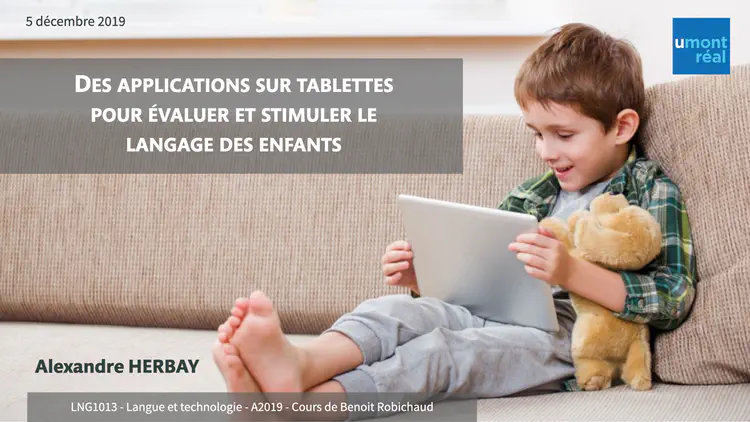 5 décembre 2019
umont
réal
DES APPLICATIONS SUR TABLETTES
POUR ÉVALUER ET STIMULER LE
LANGAGE DES ENFANTS
Alexandre HERBAY
LNG1013 - Langue et technologie - A2019 - Cours de Benoit Robichaud